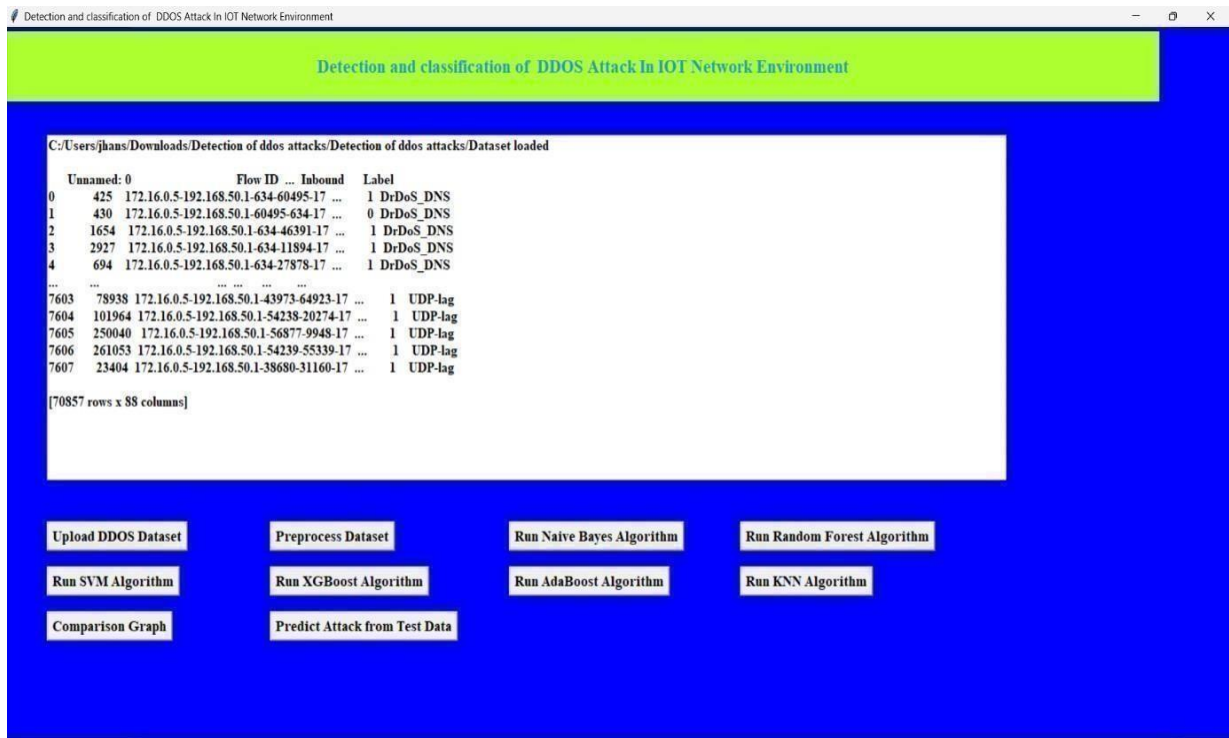 Detection and classification of DDOS Attack In IOT Network Environment
Detection and classification of DDOS Attack In IOT Network Environment
C:/Users/jhans/Downloads/Detection of ddos attacks/Detection of ddos attacks/Dataset loaded
Unnamed: 0 Flow ID ... Inbound Label
0 425 172.16.0.5-192.168.50.1-634-60495-17 ... 1 DrDoS_DNS
1 430 172.16.0.5-192.168.50.1-60495-634-17 ... 0 DrDoS_DNS
2 1654 172.16.0.5-192.168.50.1-634-46391-17 ... 1 DrDoS_DNS
3 2927 172.16.0.5-192.168.50.1-634-11894-17 ... 1 DrDoS_DNS
4 694 172.16.0.5-192.168.50.1-634-27878-17 ... 1 DrDoS_DNS
... ... ... ... ... ...
7603 78938 172.16.0.5-192.168.50.1-43973-64923-17 ... 1 UDP-lag
7604 101964 172.16.0.5-192.168.50.1-54238-20274-17 ... 1 UDP-lag
7605 250040 172.16.0.5-192.168.50.1-56877-9948-17 ... 1 UDP-lag
7606 261053 172.16.0.5-192.168.50.1-54239-55339-17 ... 1 UDP-lag
7607 23404 172.16.0.5-192.168.50.1-38680-31160-17 ... 1 UDP-lag
[70857 rows x 88 columns]
Upload DDOS Dataset Preprocess Dataset Run Naive Bayes Algorithm Run Random Forest Algorithm
Run SVM Algorithm Run XGBoost Algorithm Run AdaBoost Algorithm Run KNN Algorithm
Comparison Graph Predict Attack from Test Data